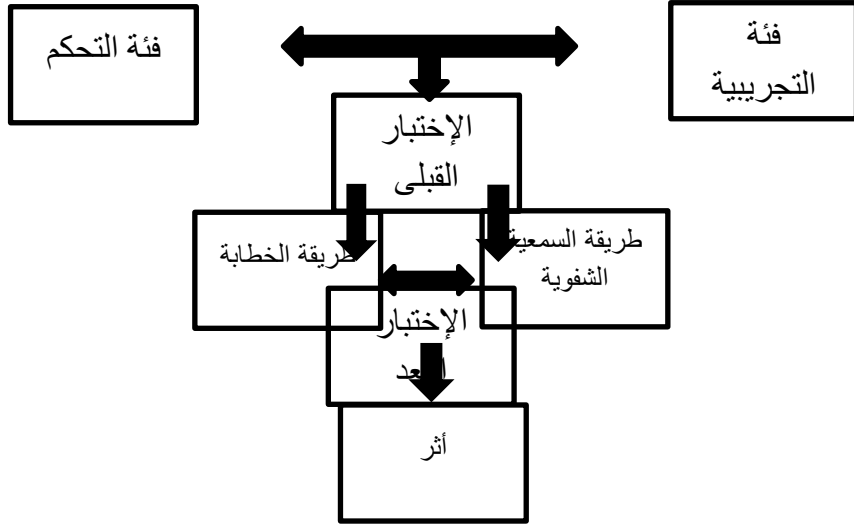 فئة
التجريبية
فئة التحكم
الإختبار
القبلى
طريقة السمعية
الشفوية
طريقة الخطابة
الإختبار
أثر